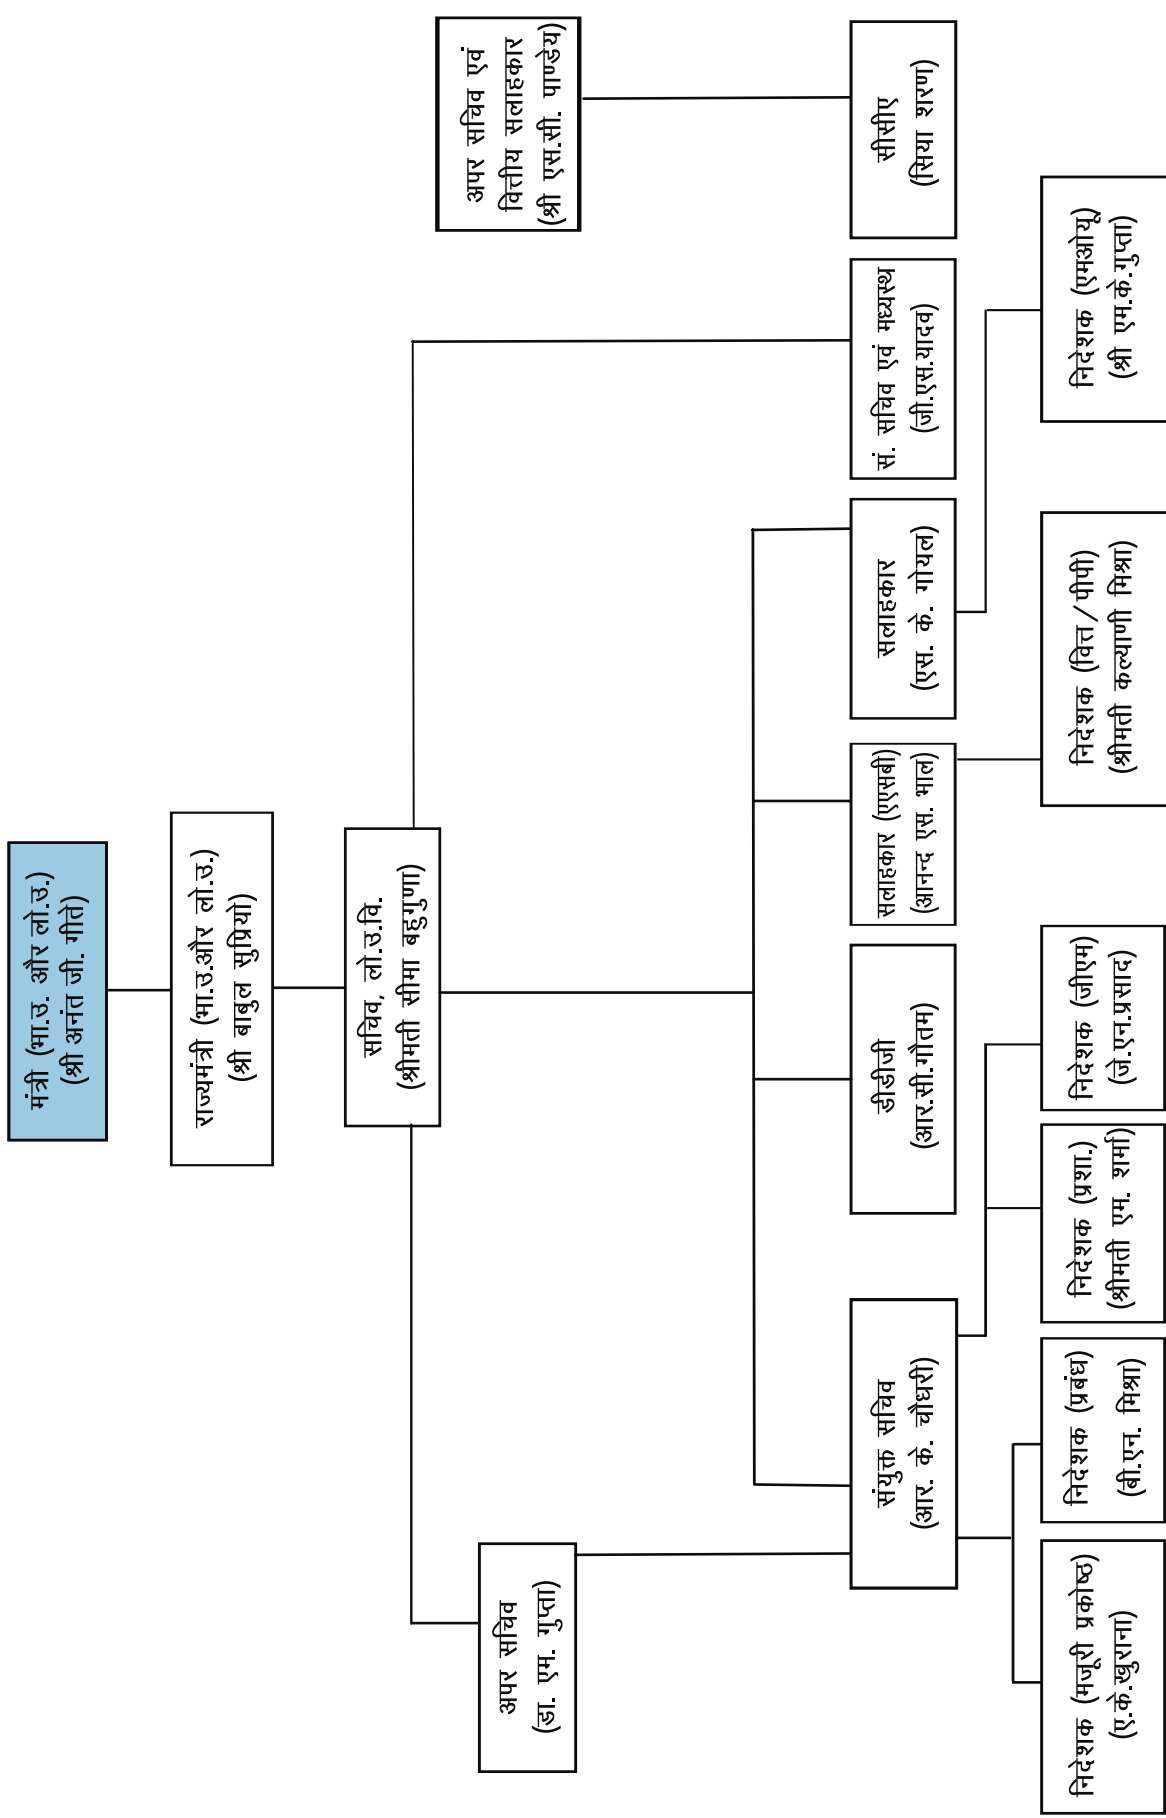 मंत्री (भा.उ. और लो.उ.)
(श्री अनंत जी. गीते)
राज्यमंत्री (भा.उ.और लो.उ.)
(श्री बाबुल सुप्रियो)
सचिव, लो.उ.वि.
(श्रीमती सीमा बहुगुणा)
अपर सचिव
(डा. एम. गुप्ता)
अपर सचिव एवं
वित्तीय सलाहकार
(श्री एस.सी. पाण्डेय)
संयुक्त सचिव
(आर. के. चौधरी)
डीडीजी
(आर.सी.गौतम)
सलाहकार (एएसबी)
(आनन्द एस. भाल)
सलाहकार
(एस. के. गोयल)
सं. सचिव एवं मध्यस्थ
(जी.एस.यादव)
सीसीए
(सिया शरण)
निदेशक (मजूरी प्रकोष्ठ)
(ए.के.खुराना)
निदेशक (प्रबंध)
(बी.एन. मिश्रा)
निदेशक (प्रशा.)
(श्रीमती एम. शर्मा)
निदेशक (जीएम)
(जे.एन.प्रसाद)
निदेशक (वित्त/पीपी)
(श्रीमती कल्याणी मिश्रा)
निदेशक (एमओयू)
(श्री एम.के.गुप्ता)